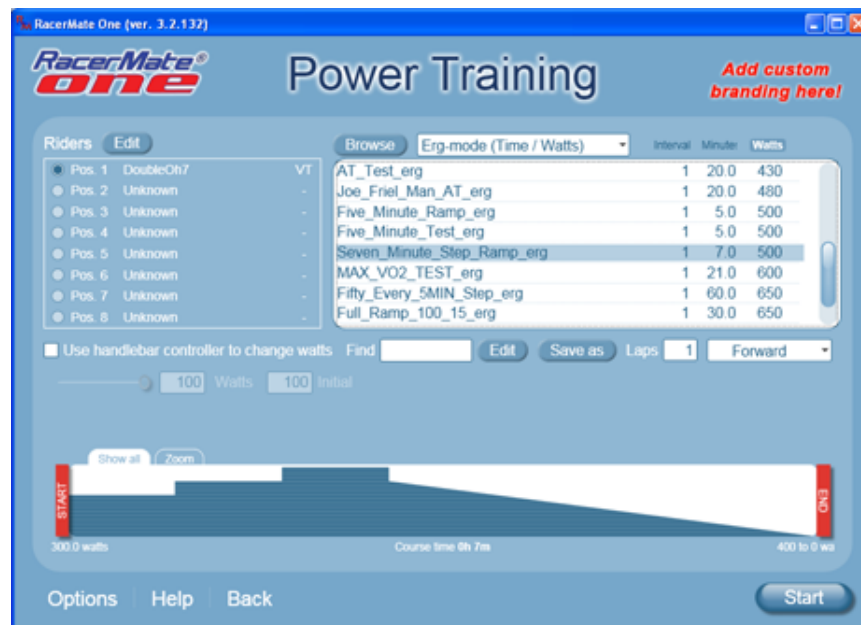 RacerMate One (ver. 3.2.132)
RacerMate®
one
Power Training
Add custom
branding here!
Riders Edit
Browse Erg-mode (Time / Watts) Interval Minutes Watts
Pos. 1 DoubleOh7 VT
Pos. 2 Unknown -
Pos. 3 Unknown -
Pos. 4 Unknown -
Pos. 5 Unknown -
Pos. 6 Unknown -
Pos. 7 Unknown -
Pos. 8 Unknown -
AT_Test_erg 1 20.0 430
Joe_Friel_Man_AT_erg 1 20.0 480
Five_Minute_Ramp_erg 1 5.0 500
Five_Minute_Test_erg 1 5.0 500
Seven_Minute_Step_Ramp_erg 1 7.0 500
MAX_VO2_TEST_erg 1 21.0 600
Fifty_Every_5MIN_Step_erg 1 60.0 650
Full_Ramp_100_15_erg 1 30.0 650
Use handlebar controller to change watts Find Edit Save as Laps 1 Forward
100 Watts 100 Initial
Show all Zoom
START
END
300.0 watts Course time 0h 7m 400 to 0 wa
Options Help Back Start